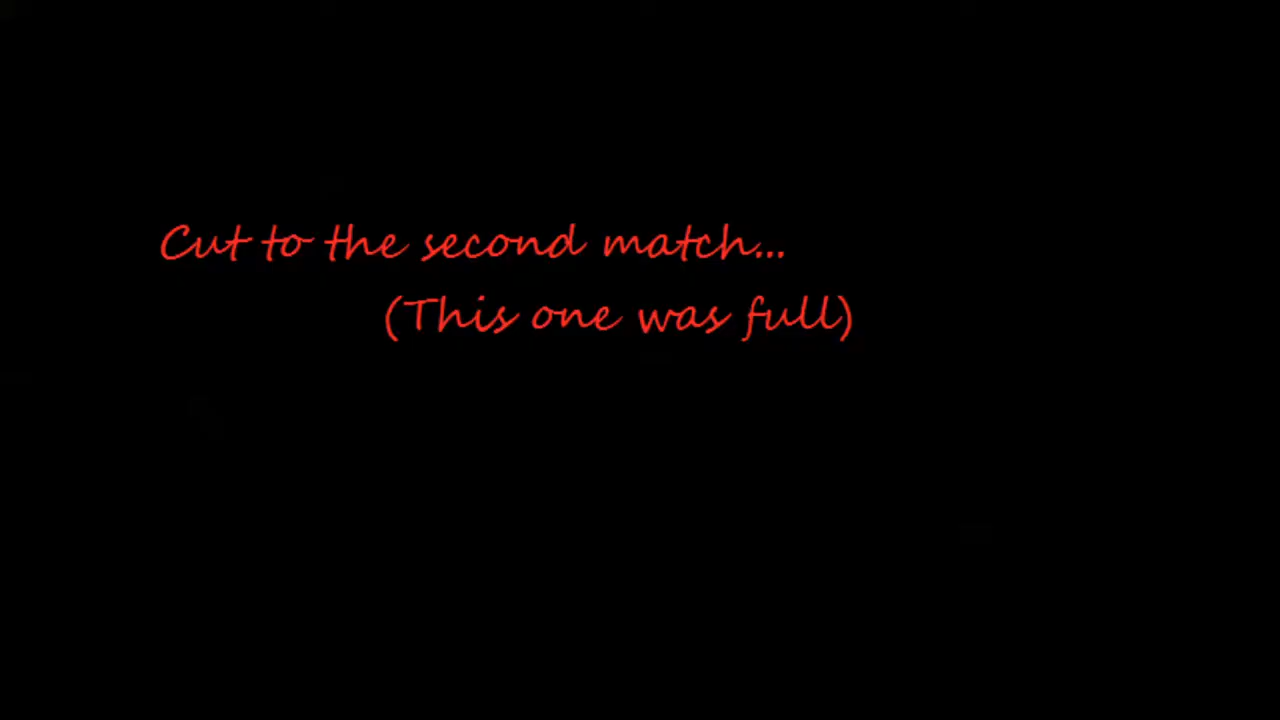 Cut to the second match...
(This one was full)